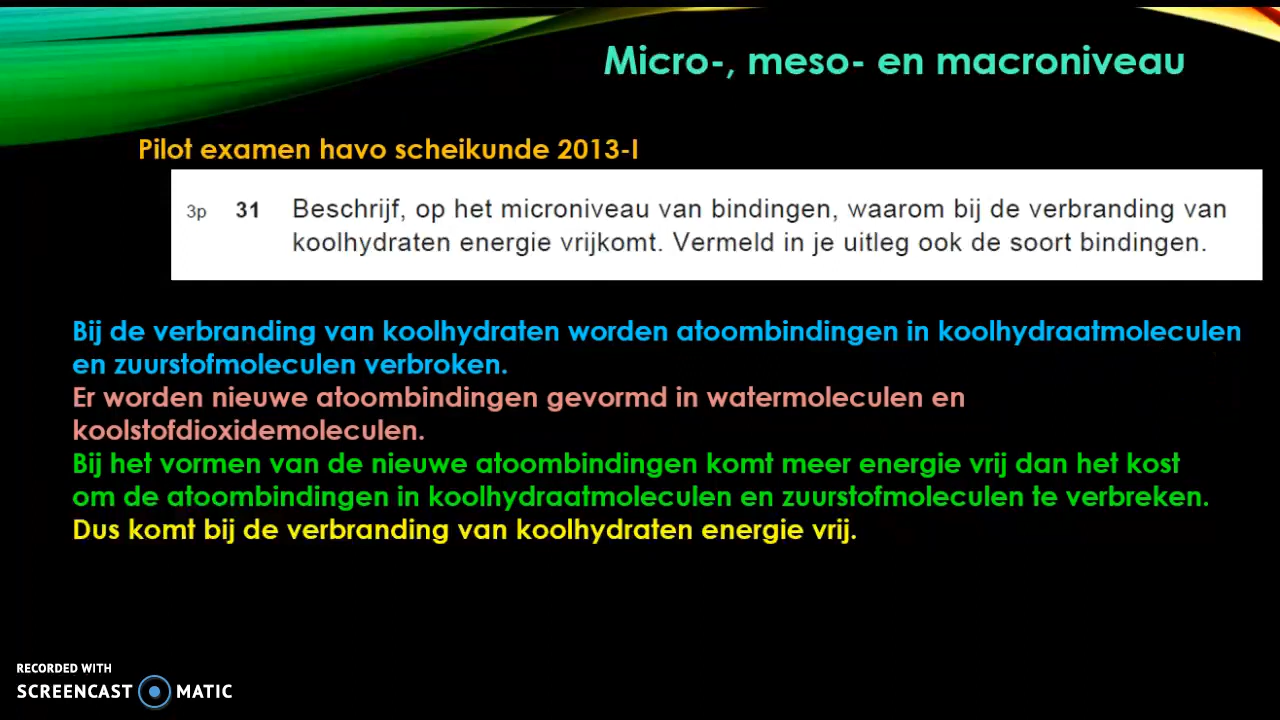 Micro-, meso- en macroniveau
Pilot examen havo scheikunde 2013-I
3p 31 Beschrijf, op het microniveau van bindingen, waarom bij de verbranding van
koolhydraten energie vrijkomt. Vermeld in je uitleg ook de soort bindingen.
Bij de verbranding van koolhydraten worden atoombindingen in koolhydraatmoleculen
en zuurstofmoleculen verbroken.
Er worden nieuwe atoombindingen gevormd in watermoleculen en
koolstofdioxidemoleculen.
Bij het vormen van de nieuwe atoombindingen komt meer energie vrij dan het kost
om de atoombindingen in koolhydraatmoleculen en zuurstofmoleculen te verbreken.
Dus komt bij de verbranding van koolhydraten energie vrij.
RECORDED WITH
SCREENCAST MATIC